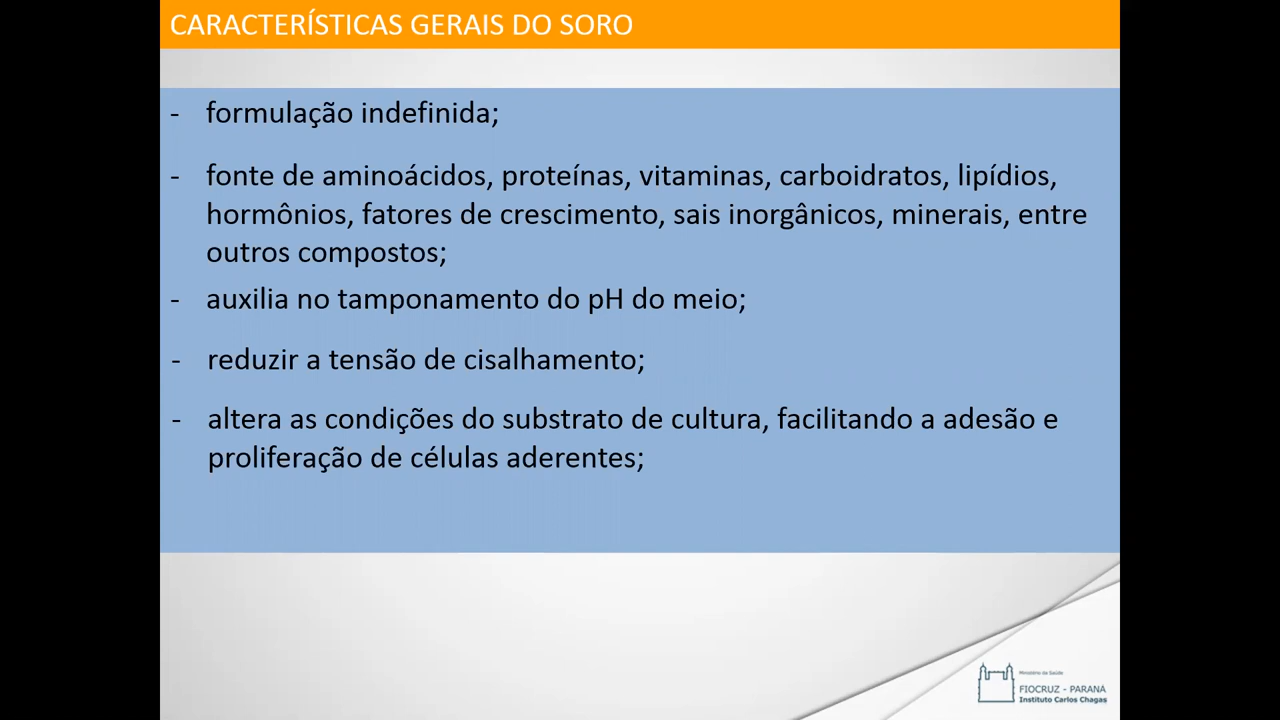 CARACTERÍSTICAS GERAIS DO SORO
- formulação indefinida;
- fonte de aminoácidos, proteínas, vitaminas, carboidratos, lipídios,
hormônios, fatores de crescimento, sais inorgânicos, minerais, entre
outros compostos;
- auxilia no tamponamento do pH do meio;
- reduzir a tensão de cisalhamento;
- altera as condições do substrato de cultura, facilitando a adesão e
proliferação de células aderentes;
Ministério da Saúde
FIOCRUZ - PARANÁ
Instituto Carlos Chagas